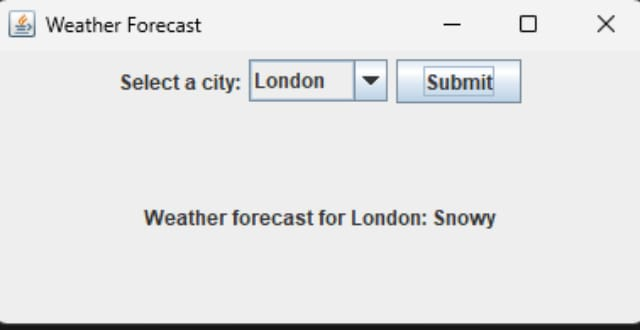 Weather Forecast
Select a city: London Submit
Weather forecast for London: Snowy